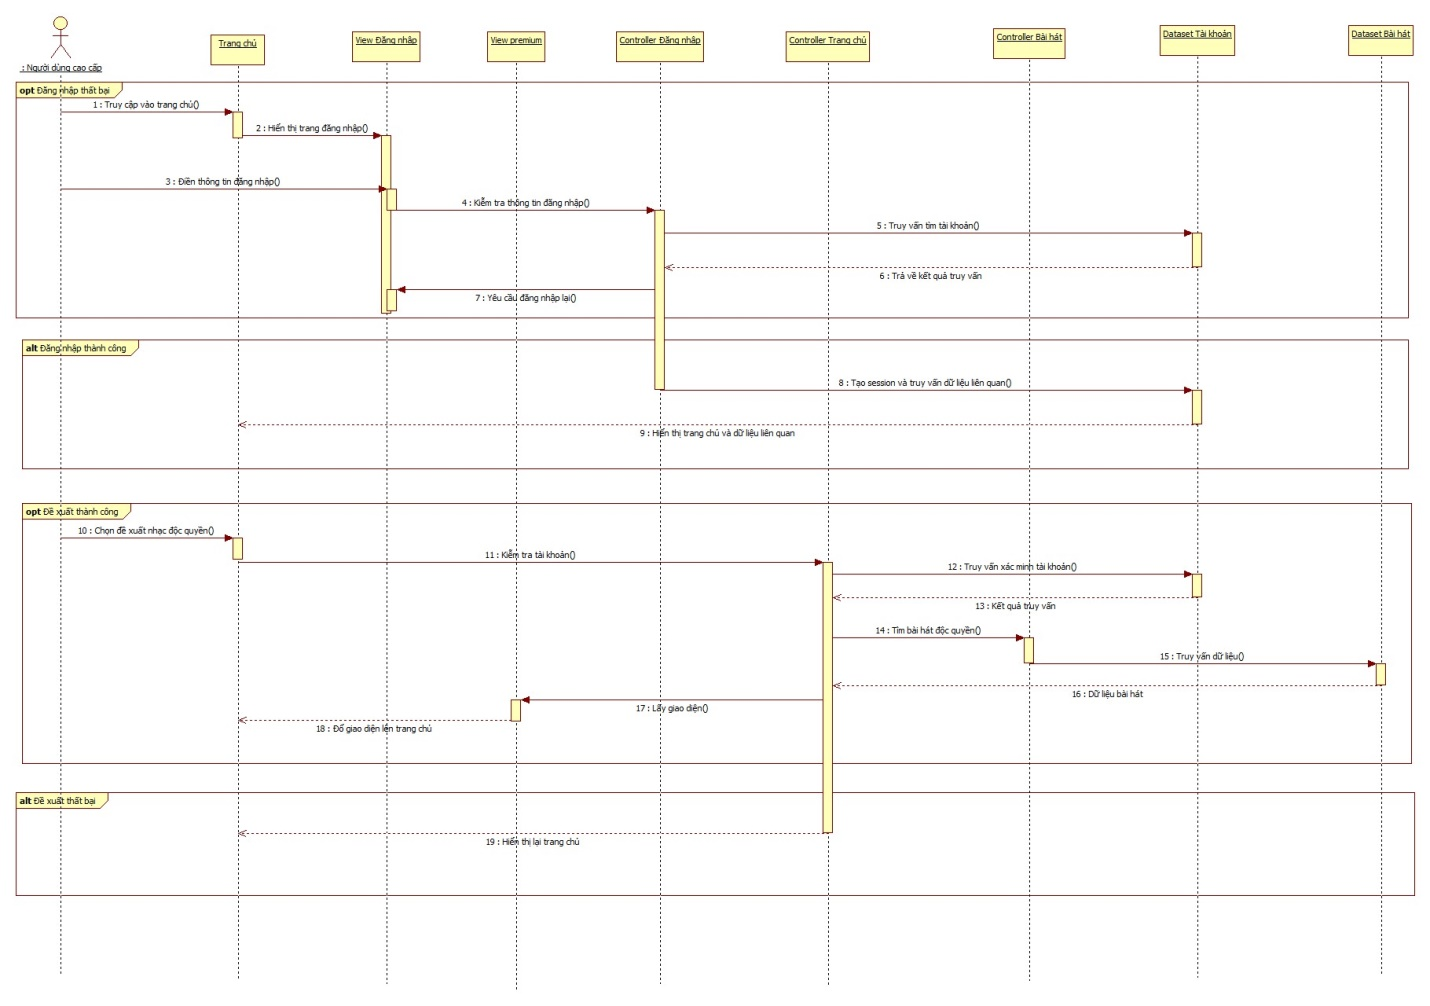 : Người dùng cao cấp
Trang chủ
View Đăng nhập
View premium
Controller Đăng nhập
Controller Trang chủ
Controller Bài hát
Dataset Tài khoản
Dataset Bài hát
opt Đăng nhập thất bại
1 : Truy cập vào trang chủ()
2 : Hiển thị trang đăng nhập()
3 : Điền thông tin đăng nhập()
4 : Kiểm tra thông tin đăng nhập()
5 : Truy vấn tìm tài khoản()
6 : Trả về kết quả truy vấn
7 : Yêu cầu đăng nhập lại()
alt Đăng nhập thành công
8 : Tạo session và truy vấn dữ liệu liên quan()
9 : Hiển thị trang chủ và dữ liệu liên quan
opt Đề xuất thành công
10 : Chọn đề xuất nhạc độc quyền()
11 : Kiểm tra tài khoản()
12 : Truy vấn xác minh tài khoản()
13 : Kết quả truy vấn
14 : Tìm bài hát độc quyền()
15 : Truy vấn dữ liệu()
16 : Dữ liệu bài hát
17 : Lấy giao diện()
18 : Đổ giao diện lên trang chủ
alt Đề xuất thất bại
19 : Hiển thị lại trang chủ